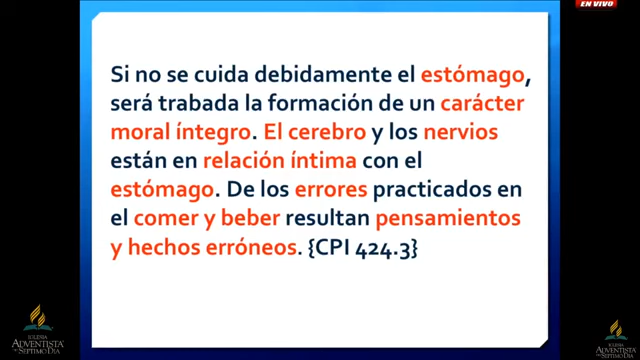 EN VIVO
Si no se cuida debidamente el estómago,
será trabada la formación de un carácter
moral íntegro. El cerebro y los nervios
están en relación íntima con el
estómago. De los errores practicados en
el comer y beber resultan pensamientos
y hechos erróneos. {CPI 424.3}
IGLESIA
ADVENTISTA
DEL SÉPTIMO DÍA
IGLESIA
ADVENTISTA
DEL SÉPTIMO DÍA